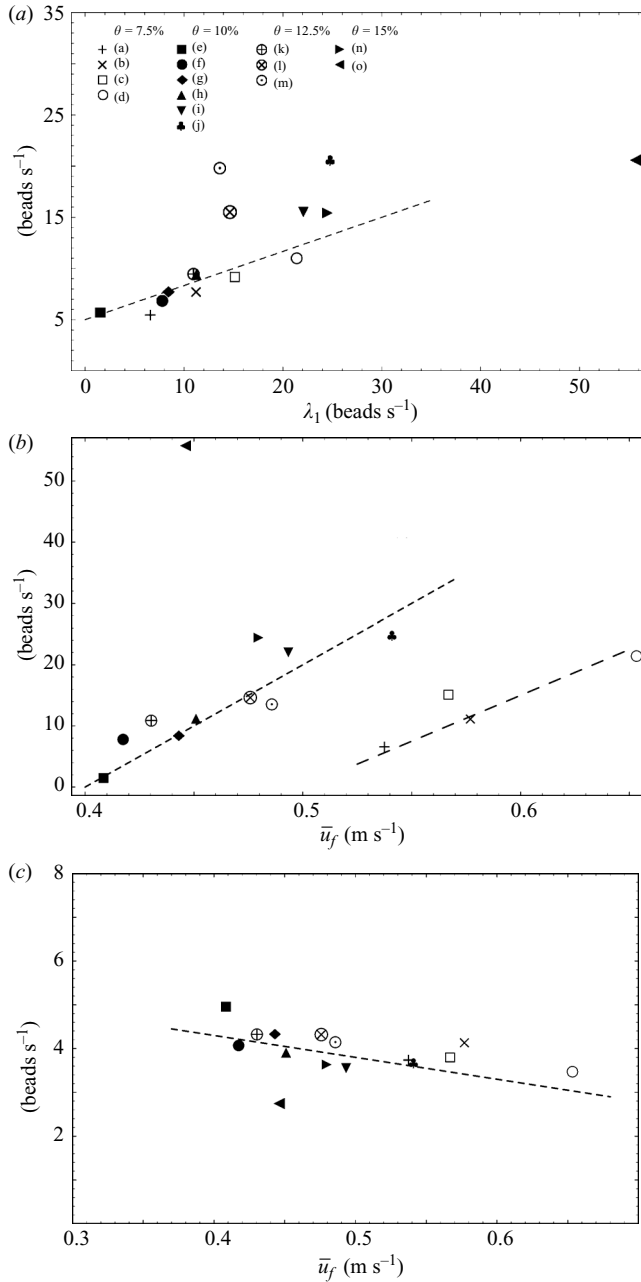 (a)
θ = 7.5% θ = 10% θ = 12.5% θ = 15%
(a) (e) (k) (n)
(b) (f) (l) (o)
(c) (g) (m)
(d) (h)
(i)
(j)
35
25
15
5
(beads s⁻¹)
0 10 20 30 40 50
λ₁ (beads s⁻¹)
(b)
50
40
30
20
10
0
(beads s⁻¹)
0.4 0.5 0.6
ū_f (m s⁻¹)
(c)
8
6
4
2
(beads s⁻¹)
0.3 0.4 0.5 0.6
ū_f (m s⁻¹)